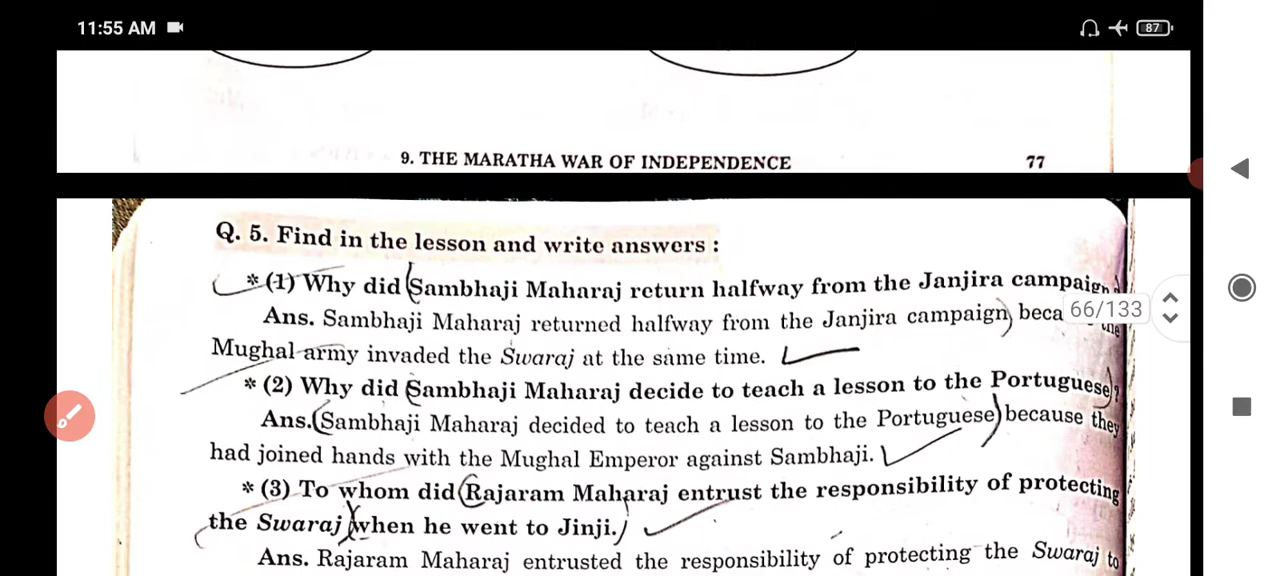 11:55 AM
87
9. THE MARATHA WAR OF INDEPENDENCE 77
Q. 5. Find in the lesson and write answers :
* (1) Why did Sambhaji Maharaj return halfway from the Janjira campaign
66/133
Ans. Sambhaji Maharaj returned halfway from the Janjira campaign
Mughal army invaded the Swaraj at the same time.
* (2) Why did Sambhaji Maharaj decide to teach a lesson to the Portuguese?
Ans. Sambhaji Maharaj decided to teach a lesson to the Portuguese because they
had joined hands with the Mughal Emperor against Sambhaji.
* (3) To whom did Rajaram Maharaj entrust the responsibility of protecting
the Swaraj when he went to Jinji.
Ans. Rajaram Maharaj entrusted the responsibility of protecting the Swaraj to